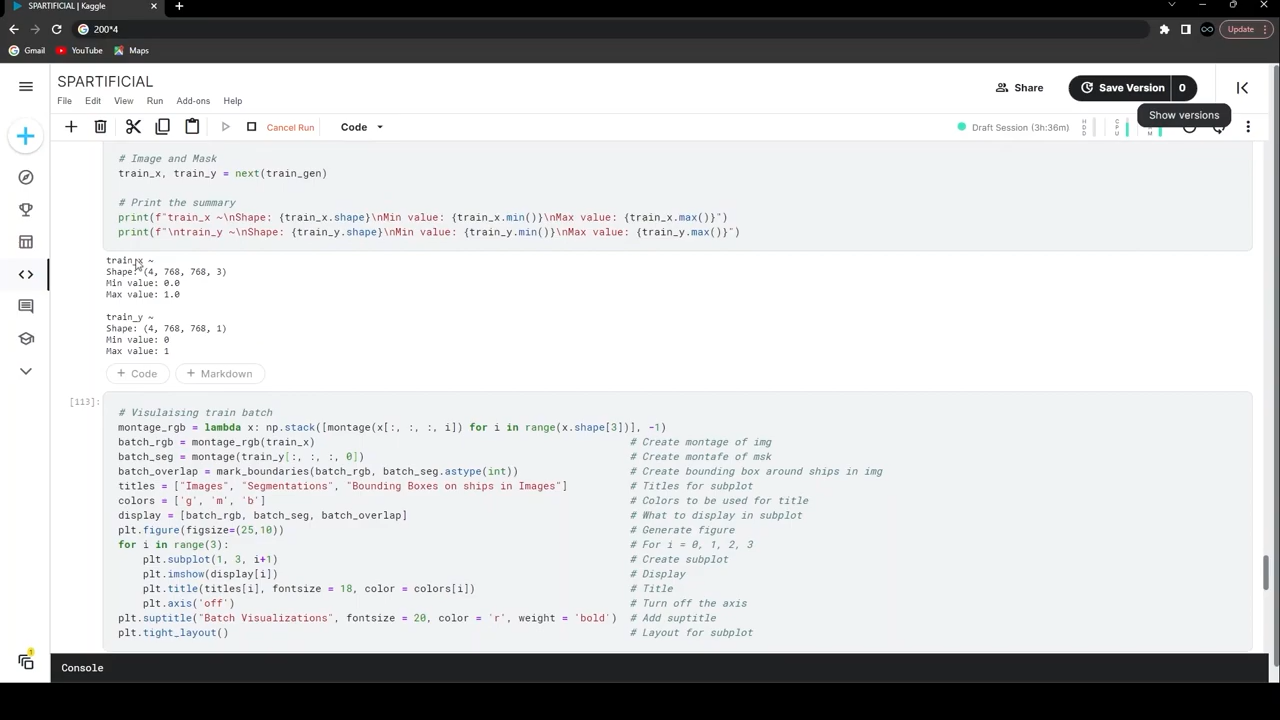 SPARTIFICIAL | Kaggle
200*4
Update
Gmail
YouTube
Maps
SPARTIFICIAL
File
Edit
View
Run
Add-ons
Help
Share
Save Version
0
Show versions
Cancel Run
Code
Draft Session (3h:36m)
# Image and Mask
train_x, train_y = next(train_gen)
# Print the summary
print(f"train_x ~\nShape: {train_x.shape}\nMin value: {train_x.min()}\nMax value: {train_x.max()}")
print(f"\ntrain_y ~\nShape: {train_y.shape}\nMin value: {train_y.min()}\nMax value: {train_y.max()}")
train_x ~
Shape: (4, 768, 768, 3)
Min value: 0.0
Max value: 1.0
train_y ~
Shape: (4, 768, 768, 1)
Min value: 0
Max value: 1
+ Code
+ Markdown
[113]:
# Visulaising train batch
montage_rgb = lambda x: np.stack([montage(x[:, :, :, i]) for i in range(x.shape[3])], -1)
batch_rgb = montage_rgb(train_x) # Create montage of img
batch_seg = montage(train_y[:, :, :, 0]) # Create montafe of msk
batch_overlap = mark_boundaries(batch_rgb, batch_seg.astype(int)) # Create bounding box around ships in img
titles = ["Images", "Segmentations", "Bounding Boxes on ships in Images"] # Titles for subplot
colors = ['g', 'm', 'b'] # Colors to be used for title
display = [batch_rgb, batch_seg, batch_overlap] # What to display in subplot
plt.figure(figsize=(25,10)) # Generate figure
for i in range(3): # For i = 0, 1, 2, 3
plt.subplot(1, 3, i+1) # Create subplot
plt.imshow(display[i]) # Display
plt.title(titles[i], fontsize = 18, color = colors[i]) # Title
plt.axis('off') # Turn off the axis
plt.suptitle("Batch Visualizations", fontsize = 20, color = 'r', weight = 'bold') # Add suptitle
plt.tight_layout() # Layout for subplot
Console